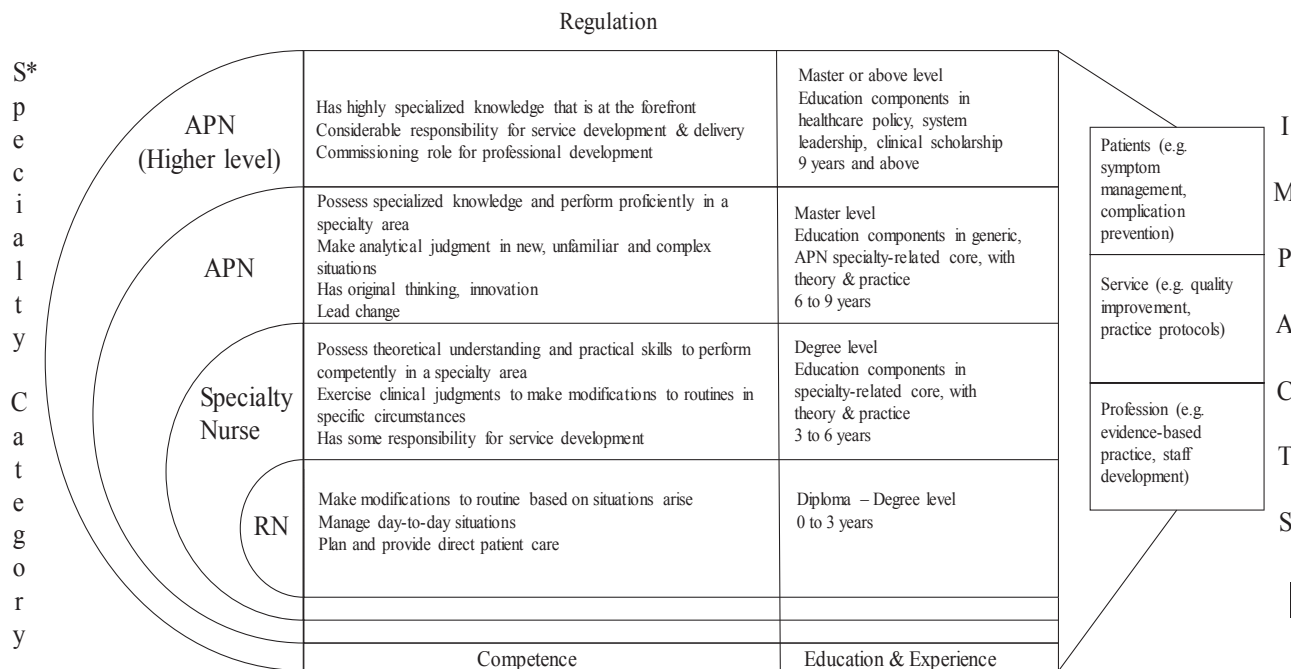 Regulation
S*pecialty Category
APN
(Higher level)
Has highly specialized knowledge that is at the forefront
Considerable responsibility for service development & delivery
Commissioning role for professional development
Master or above level
Education components in
healthcare policy, system
leadership, clinical scholarship
9 years and above
APN
Possess specialized knowledge and perform proficiently in a
specialty area
Make analytical judgment in new, unfamiliar and complex
situations
Has original thinking, innovation
Lead change
Master level
Education components in generic,
APN specialty-related core, with
theory & practice
6 to 9 years
Specialty
Nurse
Possess theoretical understanding and practical skills to perform
competently in a specialty area
Exercise clinical judgments to make modifications to routines in
specific circumstances
Has some responsibility for service development
Degree level
Education components in
specialty-related core, with
theory & practice
3 to 6 years
RN
Make modifications to routine based on situations arise
Manage day-to-day situations
Plan and provide direct patient care
Diploma – Degree level
0 to 3 years
Competence
Education & Experience
Patients (e.g.
symptom
management,
complication
prevention)
Service (e.g. quality
improvement,
practice protocols)
Profession (e.g.
evidence-based
practice, staff
development)
IMPACTS